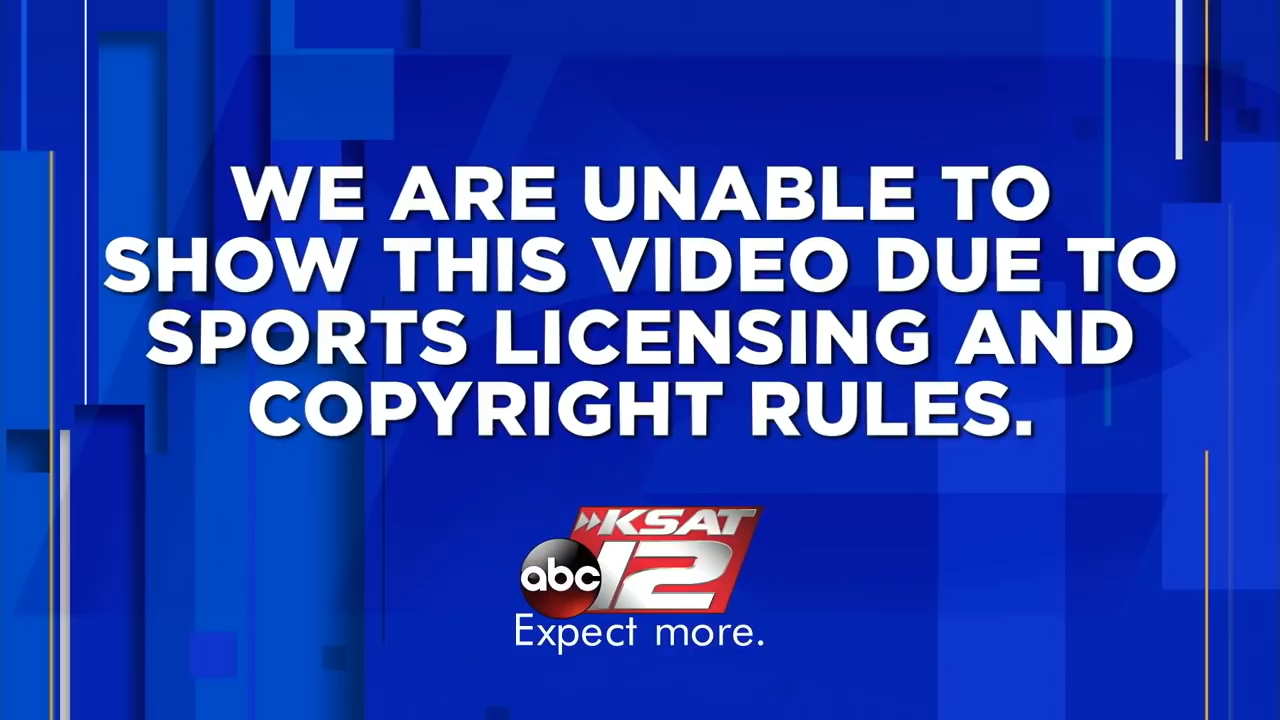 WE ARE UNABLE TO
SHOW THIS VIDEO DUE TO
SPORTS LICENSING AND
COPYRIGHT RULES.
KSAT
abc 12
Expect more.